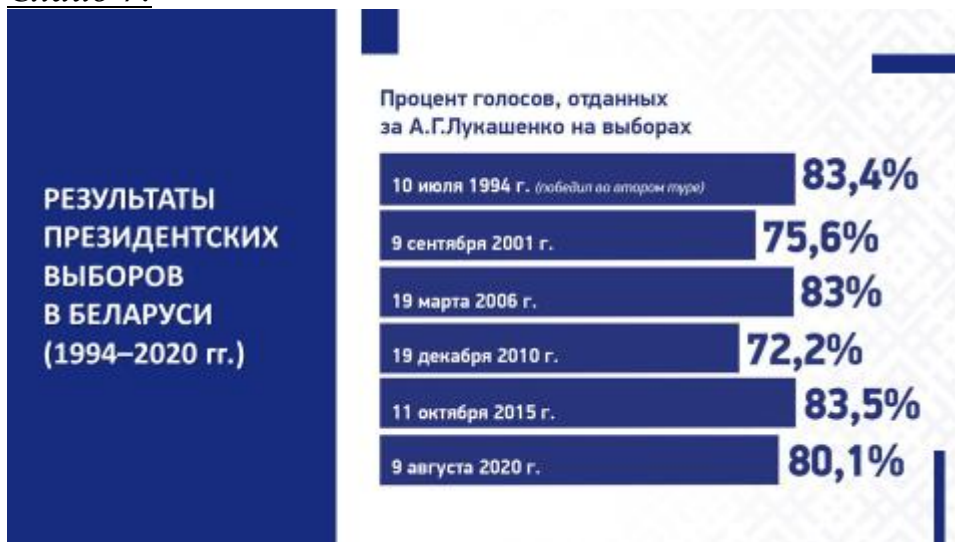 РЕЗУЛЬТАТЫ
ПРЕЗИДЕНТСКИХ
ВЫБОРОВ
В БЕЛАРУСИ
(1994–2020 гг.)
Процент голосов, отданных
за А.Г.Лукашенко на выборах
10 июля 1994 г. (победил во втором туре) 83,4%
9 сентября 2001 г. 75,6%
19 марта 2006 г. 83%
19 декабря 2010 г. 72,2%
11 октября 2015 г. 83,5%
9 августа 2020 г. 80,1%